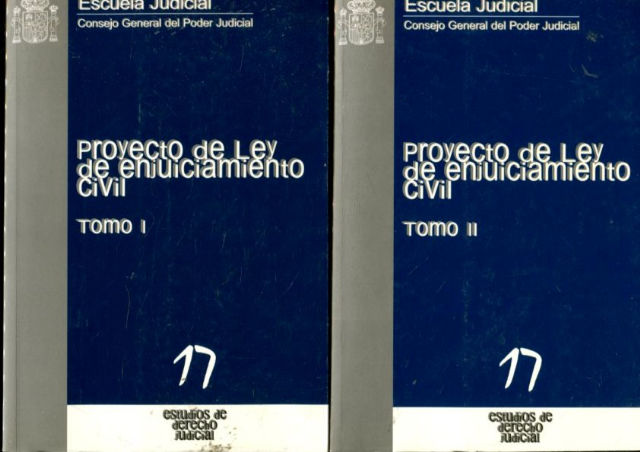 Escuela Judicial
Consejo General del Poder Judicial
Proyecto de Ley
de enjuiciamiento
civil
Tomo I
17
estudios de
derecho
judicial
Escuela Judicial
Consejo General del Poder Judicial
Proyecto de Ley
de enjuiciamiento
civil
Tomo II
17
estudios de
derecho
judicial